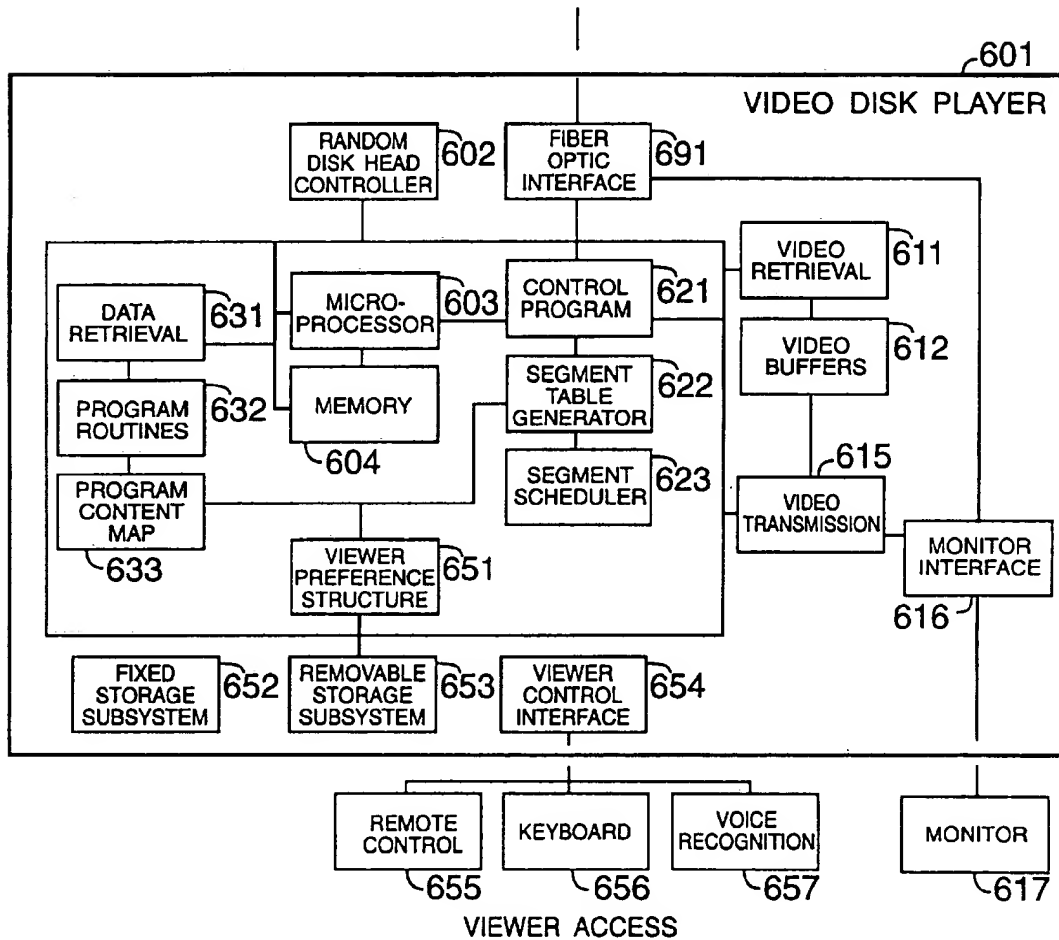 601
VIDEO DISK PLAYER
RANDOM
DISK HEAD
CONTROLLER
602
FIBER
OPTIC
INTERFACE
691
DATA
RETRIEVAL
631
MICRO-
PROCESSOR
603
CONTROL
PROGRAM
621
VIDEO
RETRIEVAL
611
PROGRAM
ROUTINES
632
MEMORY
604
SEGMENT
TABLE
GENERATOR
622
VIDEO
BUFFERS
612
PROGRAM
CONTENT
MAP
633
SEGMENT
SCHEDULER
623
615
VIDEO
TRANSMISSION
MONITOR
INTERFACE
616
VIEWER
PREFERENCE
STRUCTURE
651
FIXED
STORAGE
SUBSYSTEM
652
REMOVABLE
STORAGE
SUBSYSTEM
653
VIEWER
CONTROL
INTERFACE
654
REMOTE
CONTROL
655
KEYBOARD
656
VOICE
RECOGNITION
657
MONITOR
617
VIEWER ACCESS